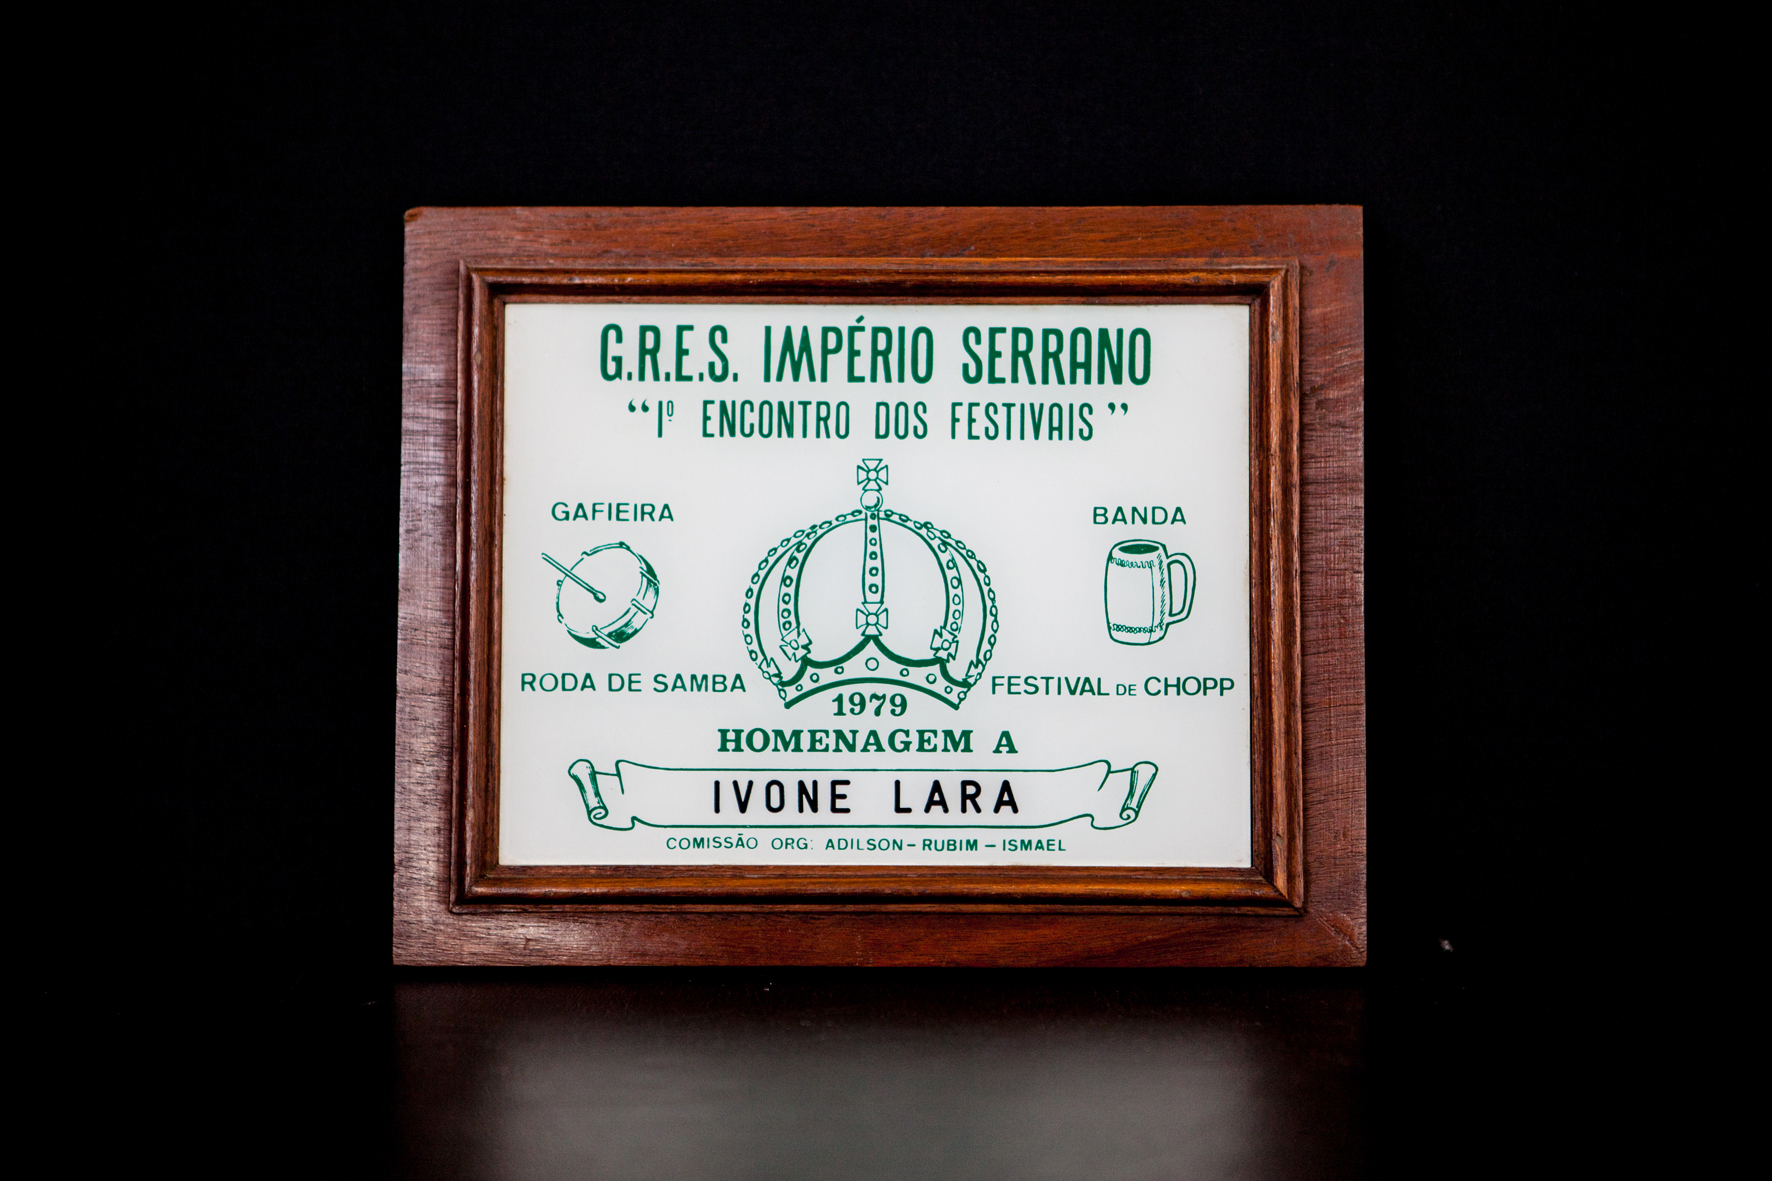 G.R.E.S. IMPÉRIO SERRANO
“1º ENCONTRO DOS FESTIVAIS”
GAFIEIRA
BANDA
RODA DE SAMBA
FESTIVAL DE CHOPP
1979
HOMENAGEM A
IVONE LARA
COMISSÃO ORG: ADILSON – RUBIM – ISMAEL